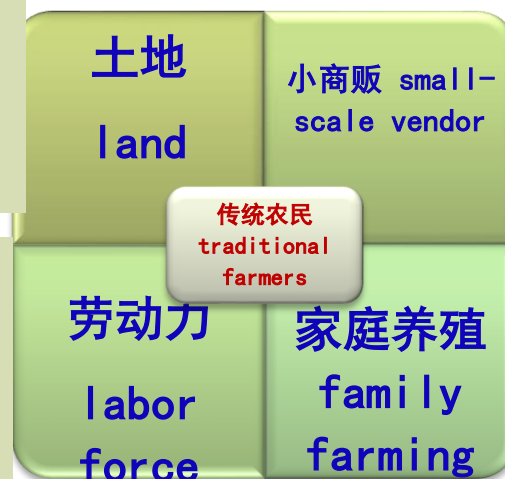 土地
land
小商贩 small-
scale vendor
传统农民
traditional
farmers
劳动力
labor
force
家庭养殖
family
farming